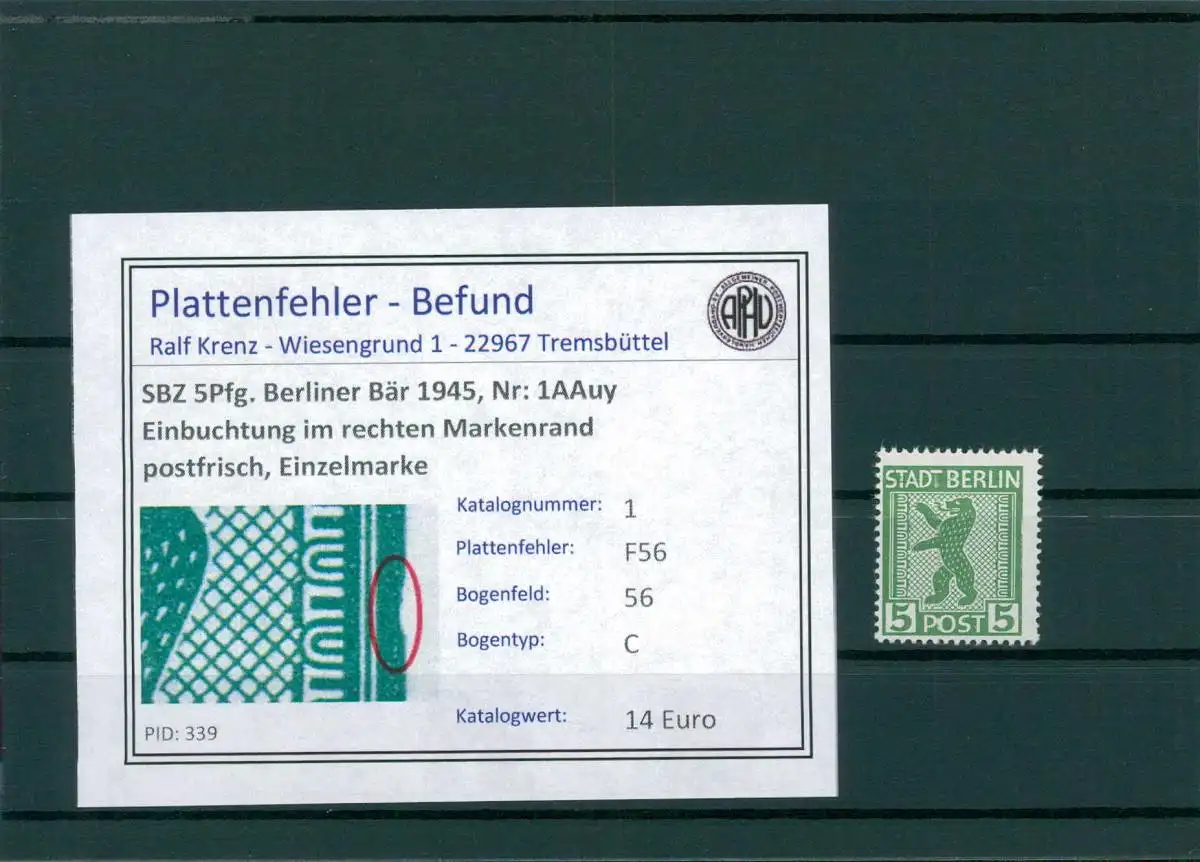 Plattenfehler - Befund
Ralf Krenz - Wiesengrund 1 - 22967 Tremsbüttel
APHV
SBZ 5Pfg. Berliner Bär 1945, Nr: 1AAuy
Einbuchtung im rechten Markenrand
postfrisch, Einzelmarke
Katalognummer: 1
Plattenfehler: F56
Bogenfeld: 56
Bogentyp: C
Katalogwert: 14 Euro
PID: 339
STADT BERLIN
5 POST 5